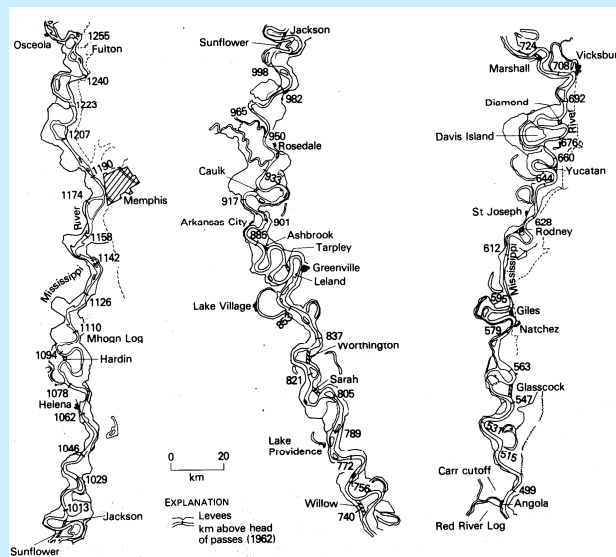 Osceola
1255
Fulton
1240
1223
1207
1190
1174
Memphis
River
1158
1142
Mississippi
1126
1110
Mhogn Log
1094
Hardin
1078
Helena
1062
1046
1029
1013
Jackson
Sunflower
Jackson
Sunflower
998
982
965
950
Rosedale
933
Caulk
917
901
Arkansas City
885
Ashbrook
Tarpley
Greenville
Leland
Lake Village
853
837
Worthington
821
Sarah
805
789
Lake
Providence
772
756
Willow
740
0 20
km
EXPLANATION
Levees
km above head
of passes (1962)
724
Vicksburg
708
Marshall
692
Diamond
River
Davis Island
676
660
Yucatan
644
St Joseph
628
Rodney
612
Mississippi
596
Giles
579
Natchez
563
Glasscock
547
531
515
Carr cutoff
499
Angola
Red River Log